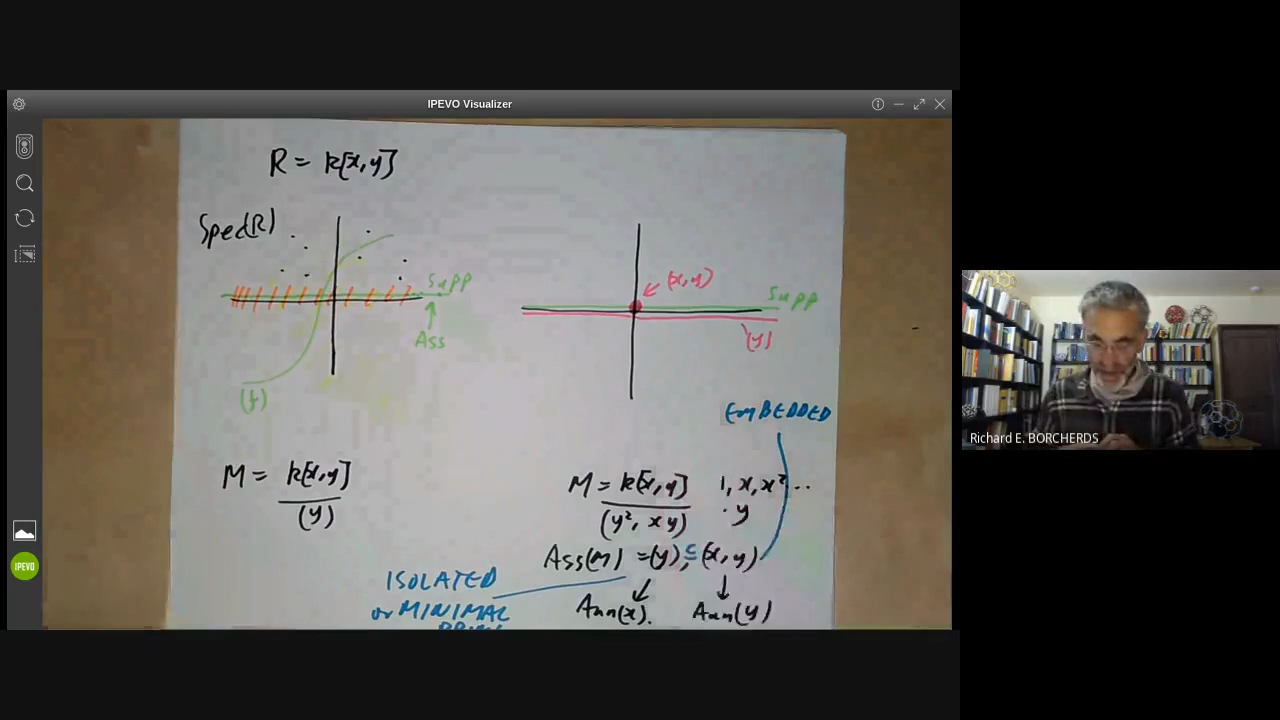 IPEVO Visualizer
R = k[x,y]
Spec(R)
Supp
Ass
(f)
(x,y)
Supp
(y)
EMBEDDED
M = k[x,y]
(y)
M = k[x,y] 1, x, x² ...
(y², xy) . y
Ass(M) = (y), ⊆ (x,y)
ISOLATED
or MINIMAL
Ann(x). Ann(y)
IPEVO
Richard E. BORCHERDS